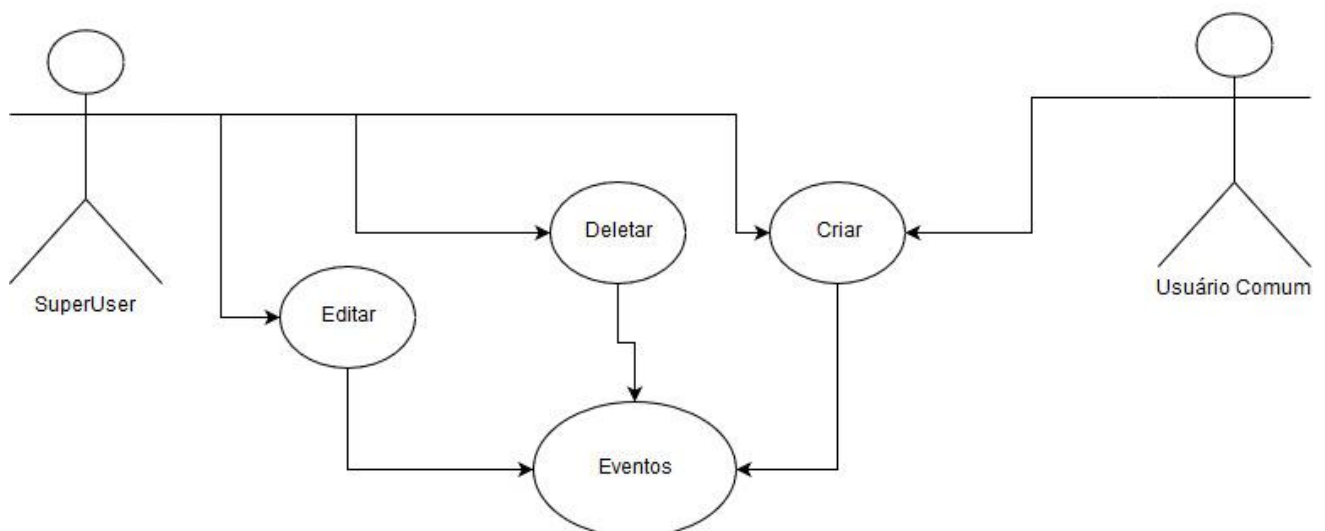 Deletar
Criar
Usuário Comum
SuperUser
Editar
Eventos